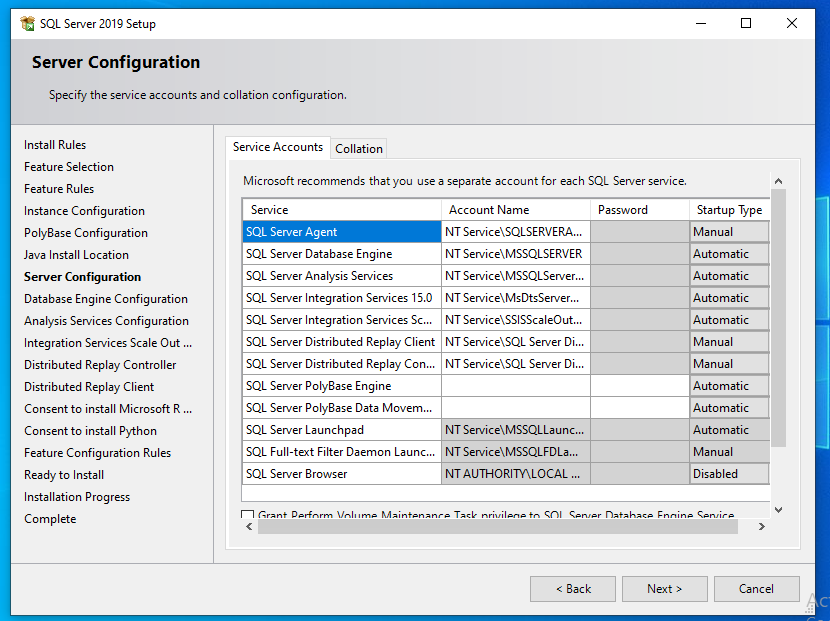 SQL Server 2019 Setup
Server Configuration
Specify the service accounts and collation configuration.
Install Rules
Feature Selection
Feature Rules
Instance Configuration
PolyBase Configuration
Java Install Location
Server Configuration
Database Engine Configuration
Analysis Services Configuration
Integration Services Scale Out ...
Distributed Replay Controller
Distributed Replay Client
Consent to install Microsoft R ...
Consent to install Python
Feature Configuration Rules
Ready to Install
Installation Progress
Complete
Service Accounts Collation
Microsoft recommends that you use a separate account for each SQL Server service.
Service Account Name Password Startup Type
SQL Server Agent NT Service\SQLSERVERA... Manual
SQL Server Database Engine NT Service\MSSQLSERVER Automatic
SQL Server Analysis Services NT Service\MSSQLServer... Automatic
SQL Server Integration Services 15.0 NT Service\MsDtsServer... Automatic
SQL Server Integration Services Sc... NT Service\SSISScaleOut... Automatic
SQL Server Distributed Replay Client NT Service\SQL Server Di... Manual
SQL Server Distributed Replay Con... NT Service\SQL Server Di... Manual
SQL Server PolyBase Engine Automatic
SQL Server PolyBase Data Movem... Automatic
SQL Server Launchpad NT Service\MSSQLLaunc... Automatic
SQL Full-text Filter Daemon Launc... NT Service\MSSQLFDLa... Manual
SQL Server Browser NT AUTHORITY\LOCAL ... Disabled
Grant Perform Volume Maintenance Task privilege to SQL Server Database Engine Service
< Back Next > Cancel